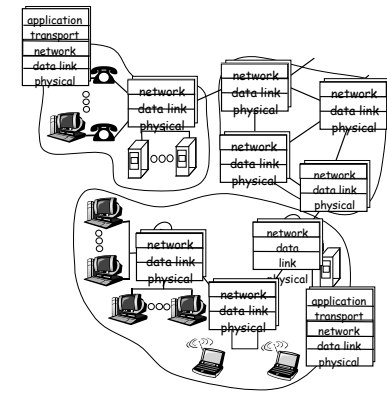 application
transport
network
data link
physical
network
data link
physical
network
data link
physical
network
data link
physical
network
data link
physical
network
data link
physical
network
data link
physical
network
data
link
physical
network
data link
physical
application
transport
network
data link
physical